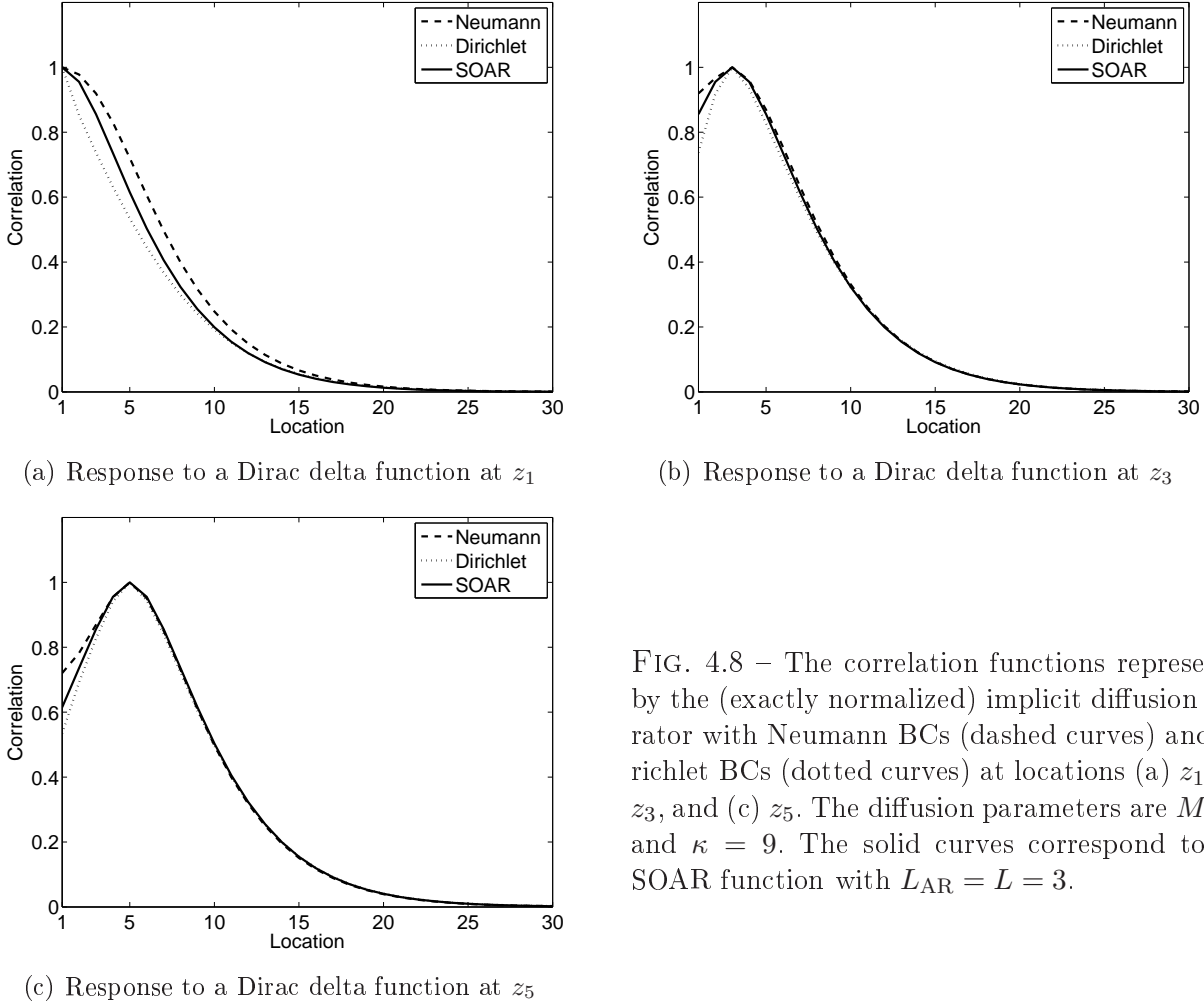 Neumann
Dirichlet
SOAR
1
0.8
0.6
0.4
0.2
0
Correlation
1 5 10 15 20 25 30
Location
(a) Response to a Dirac delta function at z1
Neumann
Dirichlet
SOAR
1
0.8
0.6
0.4
0.2
0
Correlation
1 5 10 15 20 25 30
Location
(b) Response to a Dirac delta function at z3
Neumann
Dirichlet
SOAR
1
0.8
0.6
0.4
0.2
0
Correlation
1 5 10 15 20 25 30
Location
(c) Response to a Dirac delta function at z5
FIG. 4.8 – The correlation functions represe
by the (exactly normalized) implicit diffusion
rator with Neumann BCs (dashed curves) and
richlet BCs (dotted curves) at locations (a) z1
z3, and (c) z5. The diffusion parameters are M
and κ = 9. The solid curves correspond to
SOAR function with LAR = L = 3.